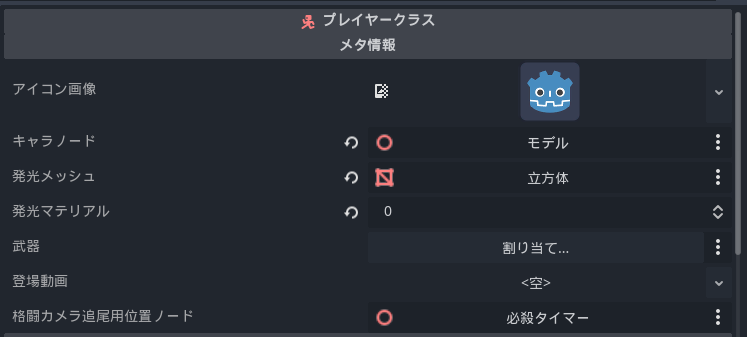 プレイヤークラス
メタ情報
アイコン画像
キャラノード モデル
発光メッシュ 立方体
発光マテリアル 0
武器 割り当て...
登場動画 <空>
格闘カメラ追尾用位置ノード 必殺タイマー